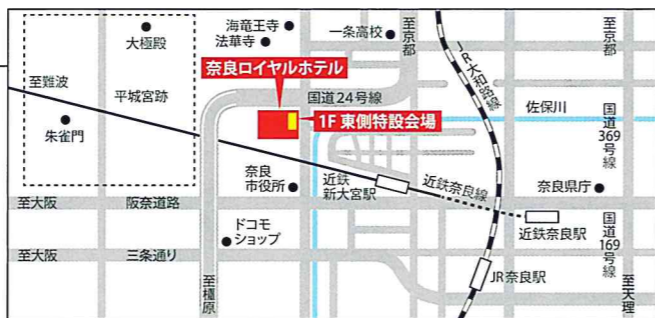 海竜王寺
法華寺
大極殿
一条高校
至京都
JR大和路線
至京都
奈良ロイヤルホテル
至難波
平城宮跡
国道24号線
1F 東側特設会場
朱雀門
佐保川
国道369号線
奈良
市役所
近鉄
新大宮駅
近鉄奈良線
奈良県庁
至大阪
阪奈道路
ドコモ
ショップ
近鉄奈良駅
国道169号線
至大阪
三条通り
至橿原
JR奈良駅
至天理